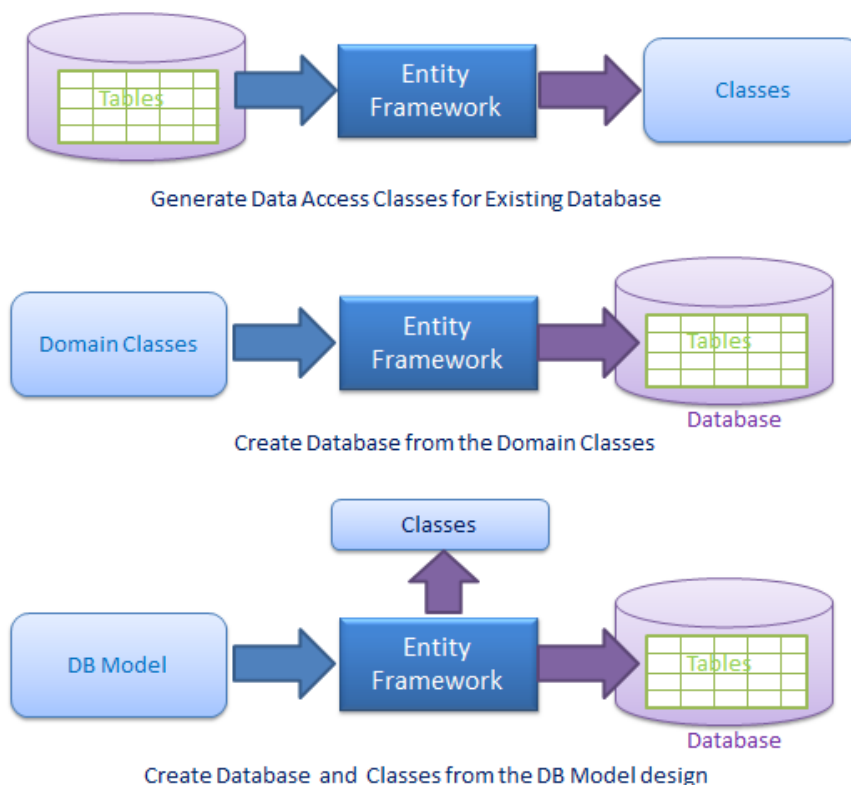 Tables
Entity
Framework
Classes
Generate Data Access Classes for Existing Database
Domain Classes
Entity
Framework
Tables
Database
Create Database from the Domain Classes
Classes
DB Model
Entity
Framework
Tables
Database
Create Database and Classes from the DB Model design